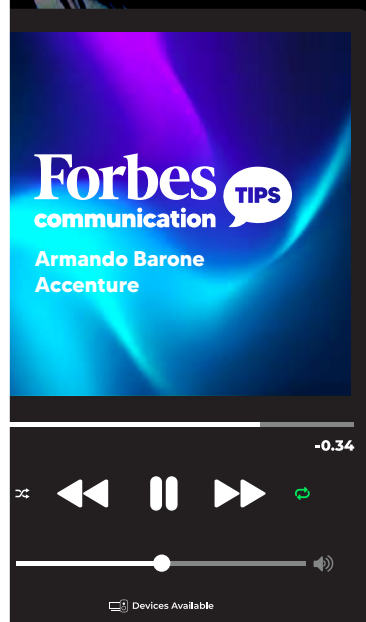 Forbes
TIPS
communication
Armando Barone
Accenture
-0.34
Devices Available